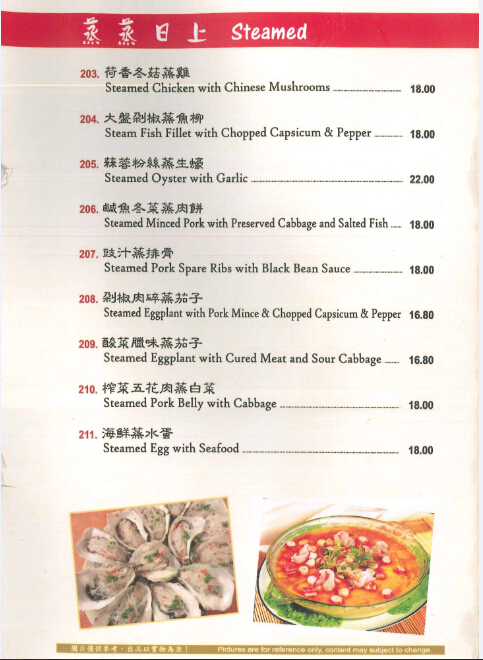 蒸蒸日上 Steamed
203. 荷香冬菇蒸雞
Steamed Chicken with Chinese Mushrooms 18.00
204. 大盤剁椒蒸魚柳
Steam Fish Fillet with Chopped Capsicum & Pepper 18.00
205. 蒜蓉粉絲蒸生蠔
Steamed Oyster with Garlic 22.00
206. 鹹魚冬菜蒸肉餅
Steamed Minced Pork with Preserved Cabbage and Salted Fish 18.00
207. 豉汁蒸排骨
Steamed Pork Spare Ribs with Black Bean Sauce 18.00
208. 剁椒肉碎蒸茄子
Steamed Eggplant with Pork Mince & Chopped Capsicum & Pepper 16.80
209. 酸菜臘味蒸茄子
Steamed Eggplant with Cured Meat and Sour Cabbage 16.80
210. 榨菜五花肉蒸白菜
Steamed Pork Belly with Cabbage 18.00
211. 海鮮蒸水蛋
Steamed Egg with Seafood 18.00
圖片僅供參考，出品以實物為準！ Pictures are for reference only, content may subject to change.